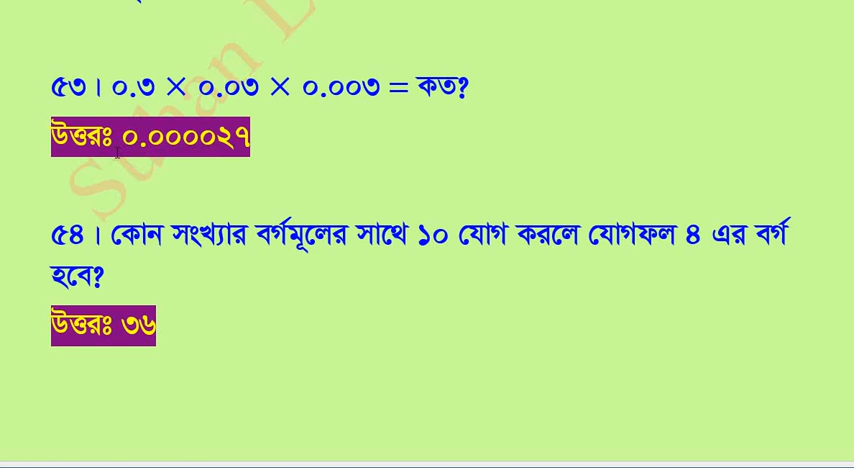 ৫৩। ০.৩ × ০.০৩ × ০.০০৩ = কত?
উত্তরঃ ০.০০০০২৭
৫৪। কোন সংখ্যার বর্গমূলের সাথে ১০ যোগ করলে যোগফল ৪ এর বর্গ
হবে?
উত্তরঃ ৩৬
Suhan